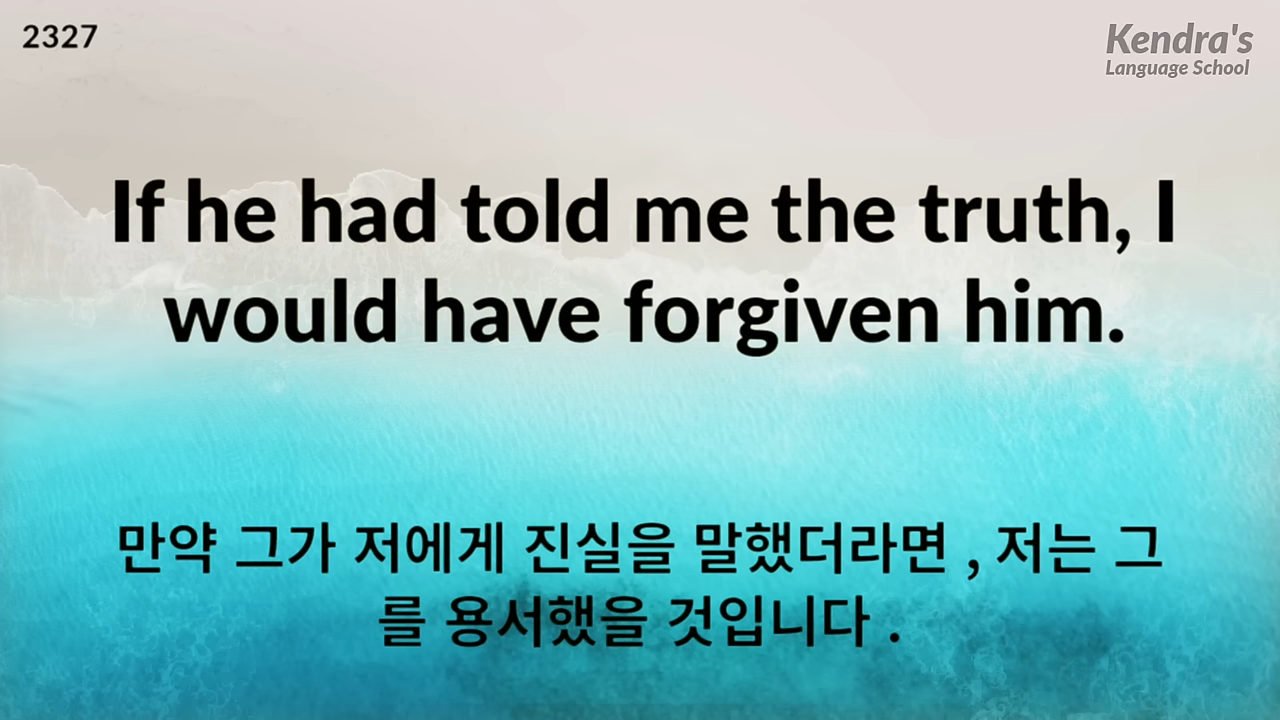 2327
Kendra's
Language School
If he had told me the truth, I
would have forgiven him.
만약 그가 저에게 진실을 말했더라면 , 저는 그
를 용서했을 것입니다 .